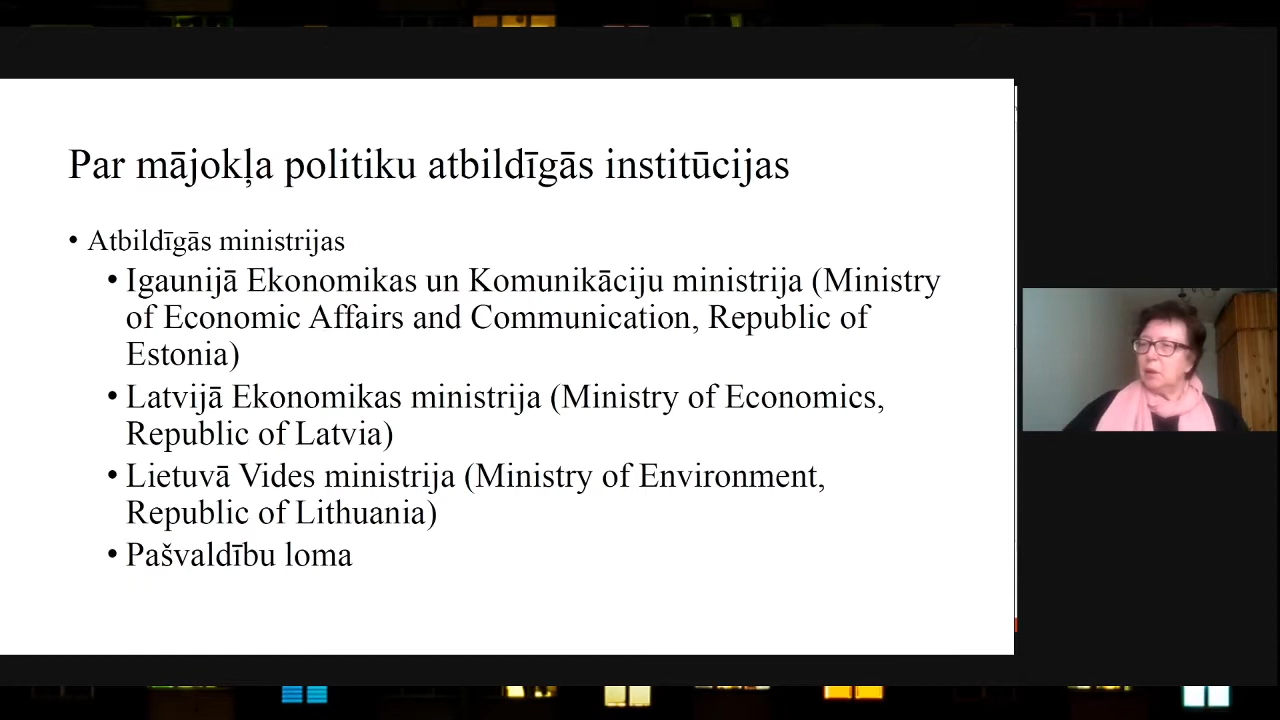 Par mājokļa politiku atbildīgās institūcijas
• Atbildīgās ministrijas
• Igaunijā Ekonomikas un Komunikāciju ministrija (Ministry
of Economic Affairs and Communication, Republic of
Estonia)
• Latvijā Ekonomikas ministrija (Ministry of Economics,
Republic of Latvia)
• Lietuvā Vides ministrija (Ministry of Environment,
Republic of Lithuania)
• Pašvaldību loma